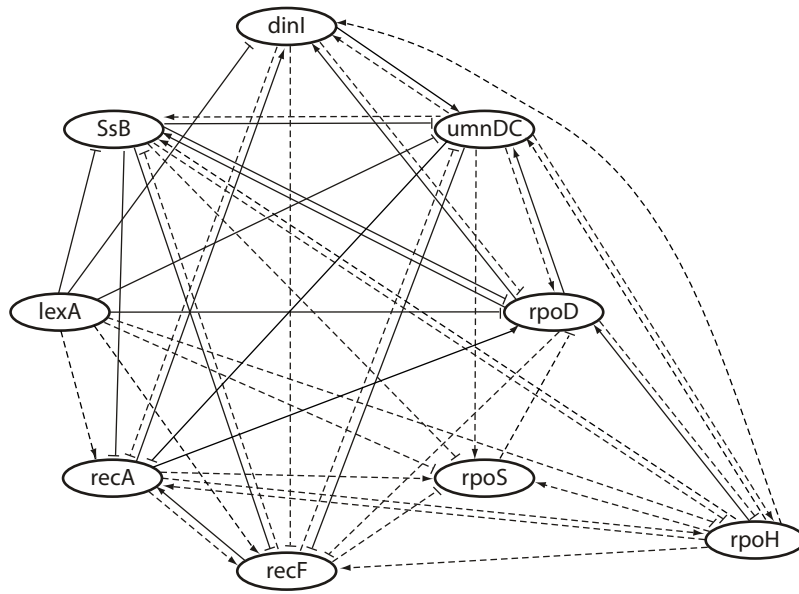 dinI
SsB
umnDC
lexA
rpoD
recA
rpoS
rpoH
recF